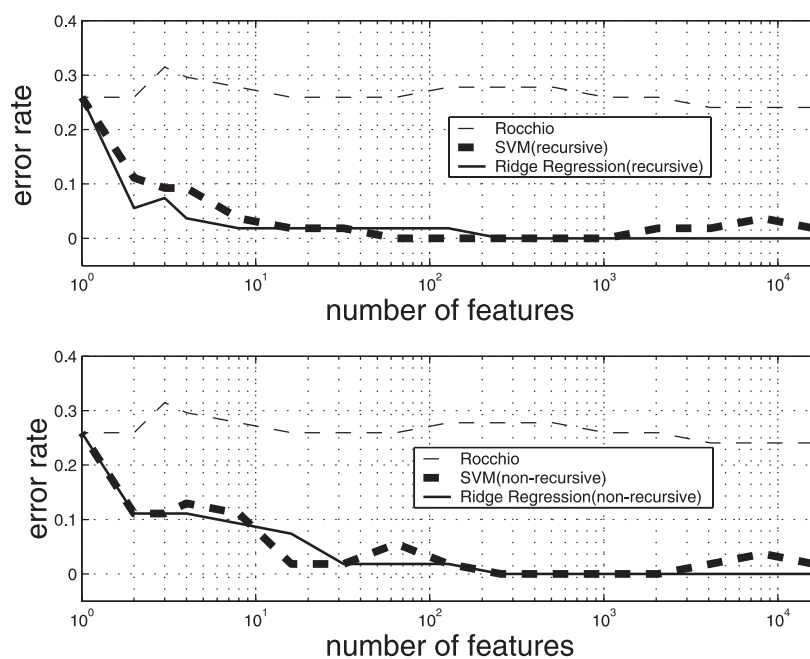 0.4
0.3
0.2
0.1
0
error rate
Rocchio
SVM(recursive)
Ridge Regression(recursive)
10^0
10^1
10^2
10^3
10^4
number of features
0.4
0.3
0.2
0.1
0
error rate
Rocchio
SVM(non-recursive)
Ridge Regression(non-recursive)
10^0
10^1
10^2
10^3
10^4
number of features